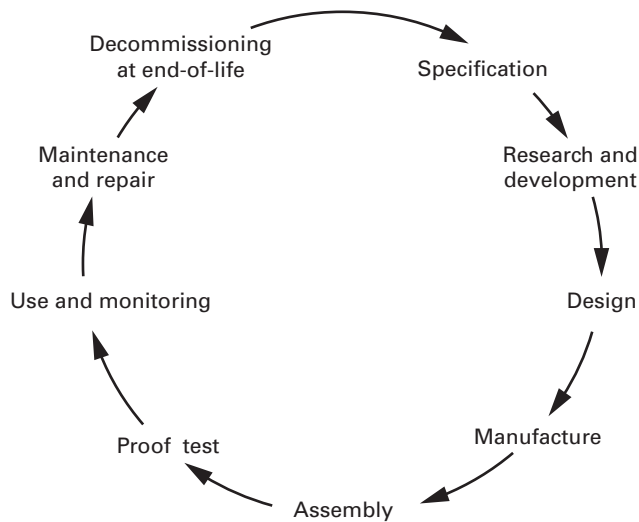 Decommissioning
at end-of-life
Specification
Research and
development
Design
Manufacture
Assembly
Proof test
Use and monitoring
Maintenance
and repair